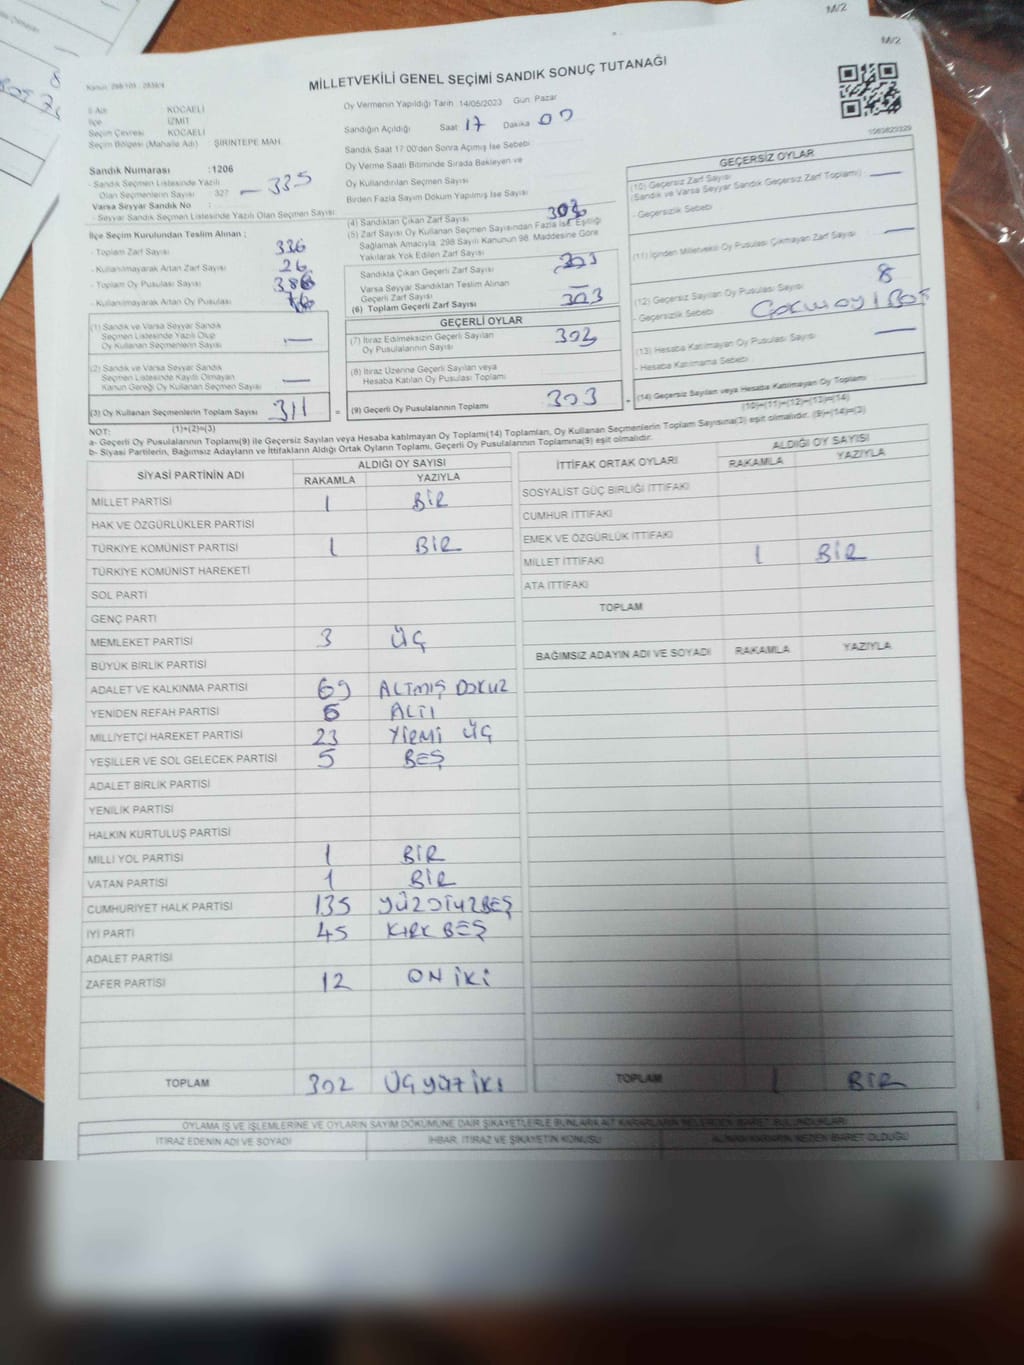 M/2
M/2
Kanun: 298/105 - 2839/4
MİLLETVEKİLİ GENEL SEÇİMİ SANDIK SONUÇ TUTANAĞI
İl Adı : KOCAELİ
İlçe : İZMİT
Seçim Çevresi : KOCAELİ
Seçim Bölgesi (Mahalle Adı) : ŞİRİNTEPE MAH.
Sandık Numarası : 1206
- Sandık Seçmen Listesinde Yazılı
Olan Seçmenlerin Sayısı : 327 – 335
Varsa Seyyar Sandık No :
- Seyyar Sandık Seçmen Listesinde Yazılı Olan Seçmen Sayısı:
İlçe Seçim Kurulundan Teslim Alınan ;
- Toplam Zarf Sayısı 336
- Kullanılmayarak Artan Zarf Sayısı 26
- Toplam Oy Pusulası Sayısı 386
- Kullanılmayarak Artan Oy Pusulası
(1) Sandık ve Varsa Seyyar Sandık
Seçmen Listesinde Yazılı Olup
Oy Kullanan Seçmenlerin Sayısı —
(2) Sandık ve Varsa Seyyar Sandık
Seçmen Listesinde Kayıtlı Olmayan
Kanun Gereği Oy Kullanan Seçmen Sayısı —
(3) Oy Kullanan Seçmenlerin Toplam Sayısı 311 =
(1)+(2)=(3)
Oy Vermenin Yapıldığı Tarih : 14/05/2023 Gün: Pazar
Sandığın Açıldığı Saat: 17 Dakika: 00
Sandık Saat 17:00'den Sonra Açılmış İse Sebebi :
Oy Verme Saati Bitiminde Sırada Bekleyen ve
Oy Kullandırılan Seçmen Sayısı
Birden Fazla Sayım Döküm Yapılmış İse Sayısı :
(4) Sandıktan Çıkan Zarf Sayısı 303
(5) Zarf Sayısı Oy Kullanan Seçmen Sayısından Fazla İse, Eşitliği
Sağlamak Amacıyla, 298 Sayılı Kanunun 98. Maddesine Göre
Yakılarak Yok Edilen Zarf Sayısı
Sandıkta Çıkan Geçerli Zarf Sayısı 303
Varsa Seyyar Sandıktan Teslim Alınan
Geçerli Zarf Sayısı —
(6) Toplam Geçerli Zarf Sayısı 303
GEÇERLİ OYLAR
(7) İtiraz Edilmeksizin Geçerli Sayılan
Oy Pusulalarının Sayısı 303
(8) İtiraz Üzerine Geçerli Sayılan veya
Hesaba Katılan Oy Pusulası Toplamı
(9) Geçerli Oy Pusulalarının Toplamı 303 +
1083823329
GEÇERSİZ OYLAR
(10) Geçersiz Zarf Sayısı
(Sandık ve Varsa Seyyar Sandık Geçersiz Zarf Toplamı) : —
- Geçersizlik Sebebi :
(11) İçinden Milletvekili Oy Pusulası Çıkmayan Zarf Sayısı : —
(12) Geçersiz Sayılan Oy Pusulası Sayısı 8
- Geçersizlik Sebebi :
(13) Hesaba Katılmayan Oy Pusulası Sayısı : —
- Hesaba Katılmama Sebebi :
(14) Geçersiz Sayılan veya Hesaba Katılmayan Oy Toplamı
(10)+(11)+(12)+(13)=(14)
NOT:
a- Geçerli Oy Pusulalarının Toplamı(9) ile Geçersiz Sayılan veya Hesaba katılmayan Oy Toplamı(14) Toplamları, Oy Kullanan Seçmenlerin Toplam Sayısına(3) eşit olmalıdır. (9)+(14)=(3)
b- Siyasi Partilerin, Bağımsız Adayların ve İttifakların Aldığı Ortak Oyların Toplamı, Geçerli Oy Pusulalarının Toplamına(9) eşit olmalıdır.
SİYASİ PARTİNİN ADI ALDIĞI OY SAYISI
RAKAMLA YAZIYLA
MİLLET PARTİSİ 1 BİR
HAK VE ÖZGÜRLÜKLER PARTİSİ
TÜRKİYE KOMÜNİST PARTİSİ 1 BİR
TÜRKİYE KOMÜNİST HAREKETİ
SOL PARTİ
GENÇ PARTİ
MEMLEKET PARTİSİ 3 ÜÇ
BÜYÜK BİRLİK PARTİSİ
ADALET VE KALKINMA PARTİSİ 69 ALTMIŞ DOKUZ
YENİDEN REFAH PARTİSİ 6 ALTI
MİLLİYETÇİ HAREKET PARTİSİ 23 YİRMİ ÜÇ
YEŞİLLER VE SOL GELECEK PARTİSİ 5 BEŞ
ADALET BİRLİK PARTİSİ
YENİLİK PARTİSİ
HALKIN KURTULUŞ PARTİSİ
MİLLİ YOL PARTİSİ 1 BİR
VATAN PARTİSİ 1 BİR
CUMHURİYET HALK PARTİSİ 135 YÜZOTUZBEŞ
İYİ PARTİ 45 KIRK BEŞ
ADALET PARTİSİ
ZAFER PARTİSİ 12 ON İKİ
TOPLAM 302 ÜÇ YÜZ İKİ
İTTİFAK ORTAK OYLARI ALDIĞI OY SAYISI
RAKAMLA YAZIYLA
SOSYALİST GÜÇ BİRLİĞİ İTTİFAKI
CUMHUR İTTİFAKI
EMEK VE ÖZGÜRLÜK İTTİFAKI
MİLLET İTTİFAKI 1 BİR
ATA İTTİFAKI
TOPLAM
BAĞIMSIZ ADAYIN ADI VE SOYADI RAKAMLA YAZIYLA
TOPLAM 1 BİR
OYLAMA İŞ VE İŞLEMLERİNE VE OYLARIN SAYIM DÖKÜMÜNE DAİR ŞİKAYETLERLE BUNLARA AİT KARARLARIN NELERDEN İBARET BULUNDUKLARI
İTİRAZ EDENİN ADI VE SOYADI İHBAR, İTİRAZ VE ŞİKAYETİN KONUSU ALINAN KARARIN NEDEN İBARET OLDUĞU